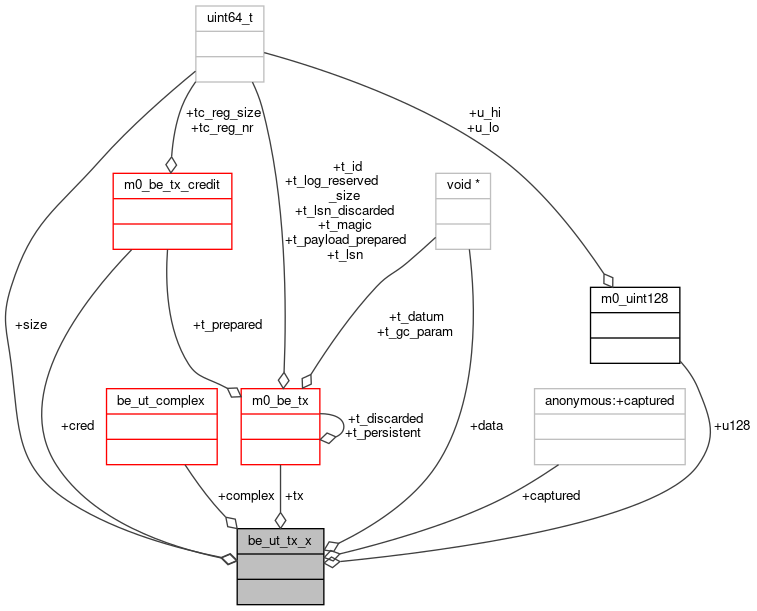 uint64_t
+u_hi
+u_lo
+tc_reg_size
+tc_reg_nr
+t_id
+t_log_reserved
_size
+t_lsn_discarded
+t_magic
+t_payload_prepared
+t_lsn
m0_be_tx_credit
void *
m0_uint128
+size
+t_prepared
+t_datum
+t_gc_param
be_ut_complex
m0_be_tx
anonymous:+captured
+t_discarded
+t_persistent
+cred
+data
+u128
+complex
+tx
+captured
be_ut_tx_x